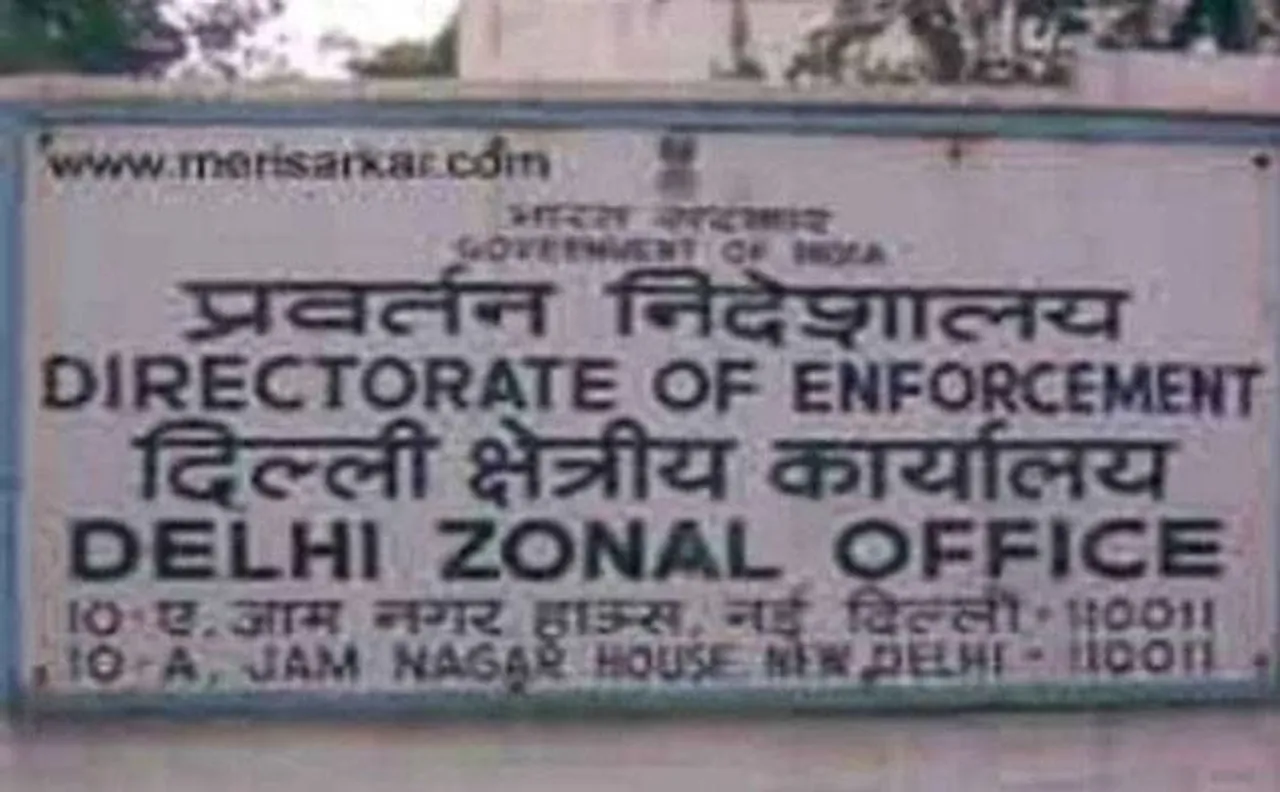 www.merisarkar.com
भारत सरकार
GOVERNMENT OF INDIA
प्रवर्तन निदेशालय
DIRECTORATE OF ENFORCEMENT
दिल्ली क्षेत्रीय कार्यालय
DELHI ZONAL OFFICE
10-ए, जाम नगर हाऊस, नई दिल्ली - 110011
10-A, JAM NAGAR HOUSE NEW DELHI - 110011